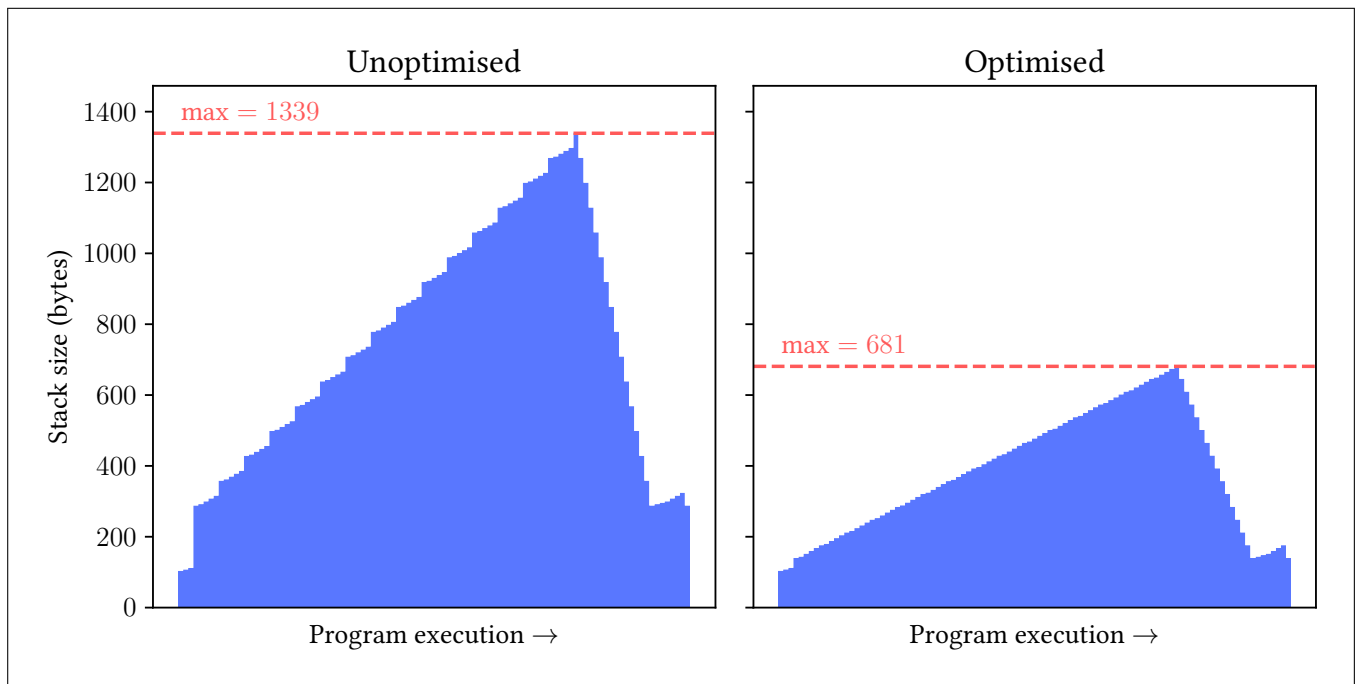 Unoptimised
Optimised
1400
1200
1000
800
600
400
200
0
Stack size (bytes)
max = 1339
max = 681
Program execution →
Program execution →